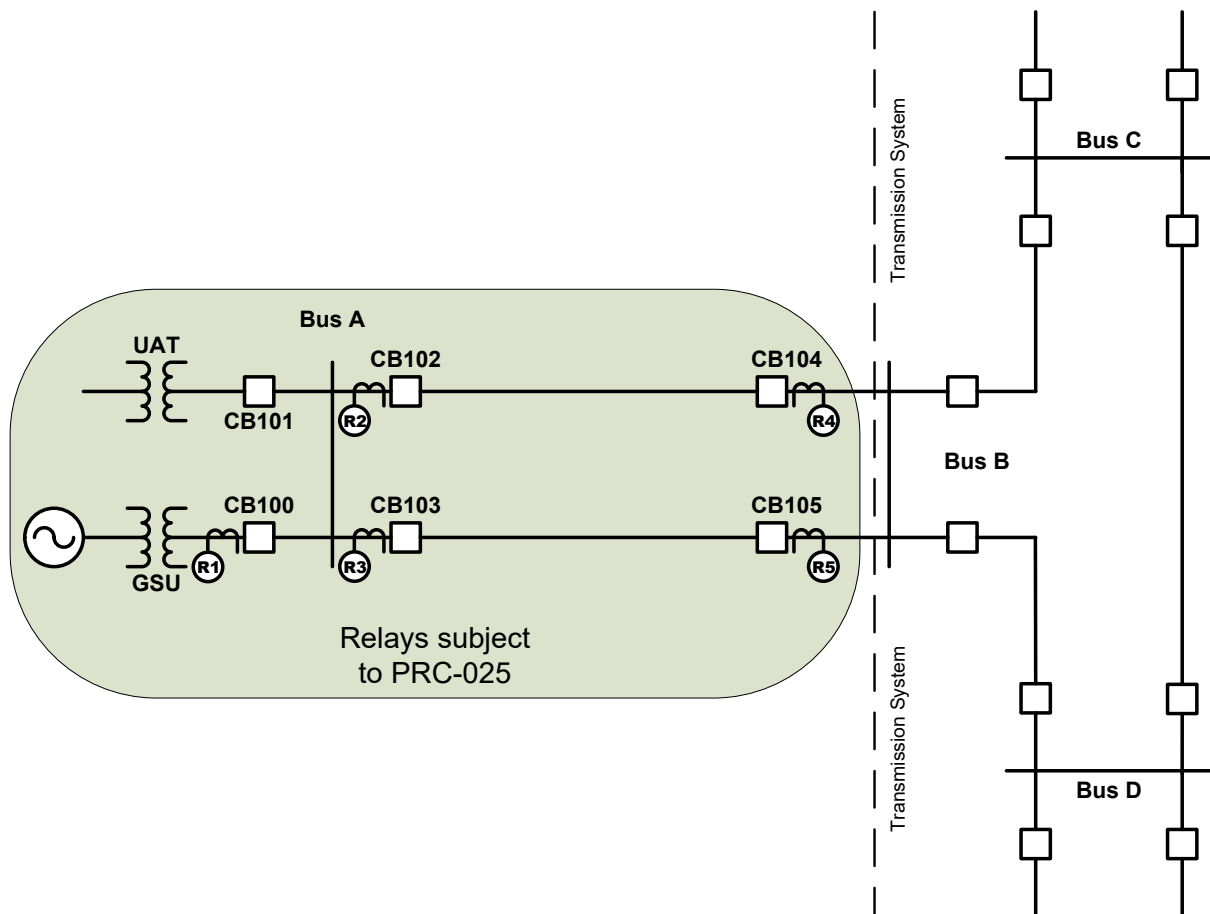 Transmission System
Bus C
Bus A
UAT
CB102
CB104
CB101
R2
R4
Bus B
CB100
CB103
CB105
R1
R3
R5
GSU
Relays subject
to PRC-025
Transmission System
Bus D